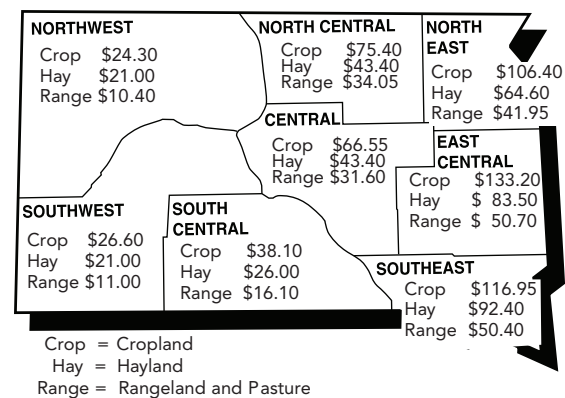 NORTHWEST
Crop $24.30
Hay $21.00
Range $10.40
NORTH CENTRAL
Crop $75.40
Hay $43.40
Range $34.05
NORTH
EAST
Crop $106.40
Hay $64.60
Range $41.95
CENTRAL
Crop $66.55
Hay $43.40
Range $31.60
EAST
CENTRAL
Crop $133.20
Hay $ 83.50
Range $ 50.70
SOUTHWEST
Crop $26.60
Hay $21.00
Range $11.00
SOUTH
CENTRAL
Crop $38.10
Hay $26.00
Range $16.10
SOUTHEAST
Crop $116.95
Hay $92.40
Range $50.40
Crop = Cropland
Hay = Hayland
Range = Rangeland and Pasture